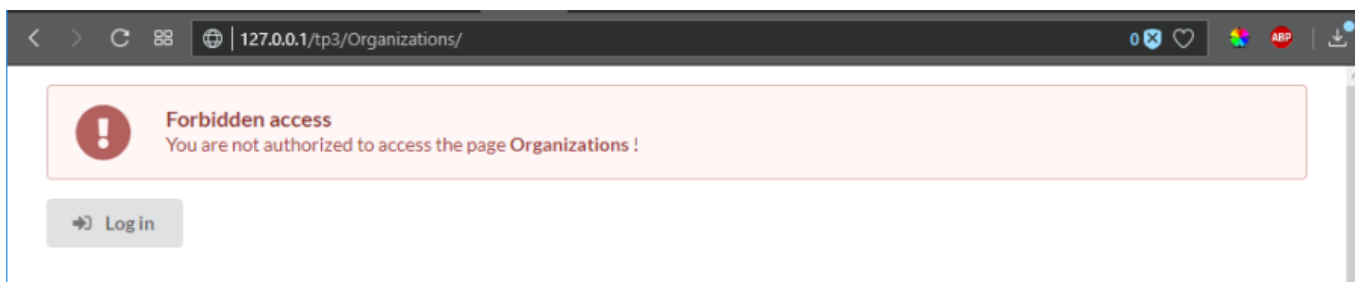 127.0.0.1/tp3/Organizations/
0
ABP
Forbidden access
You are not authorized to access the page Organizations !
Log in